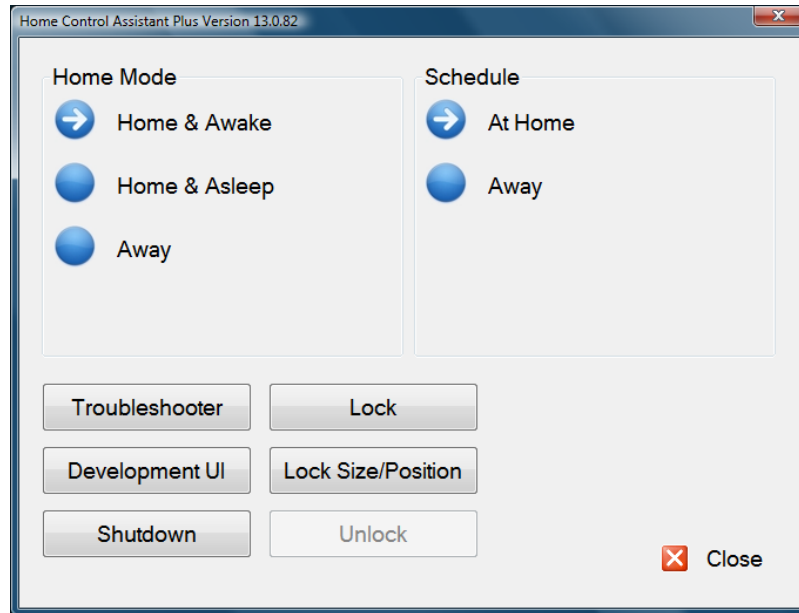 Home Control Assistant Plus Version 13.0.82
Home Mode
Home & Awake
Home & Asleep
Away
Schedule
At Home
Away
Troubleshooter
Lock
Development UI
Lock Size/Position
Shutdown
Unlock
Close